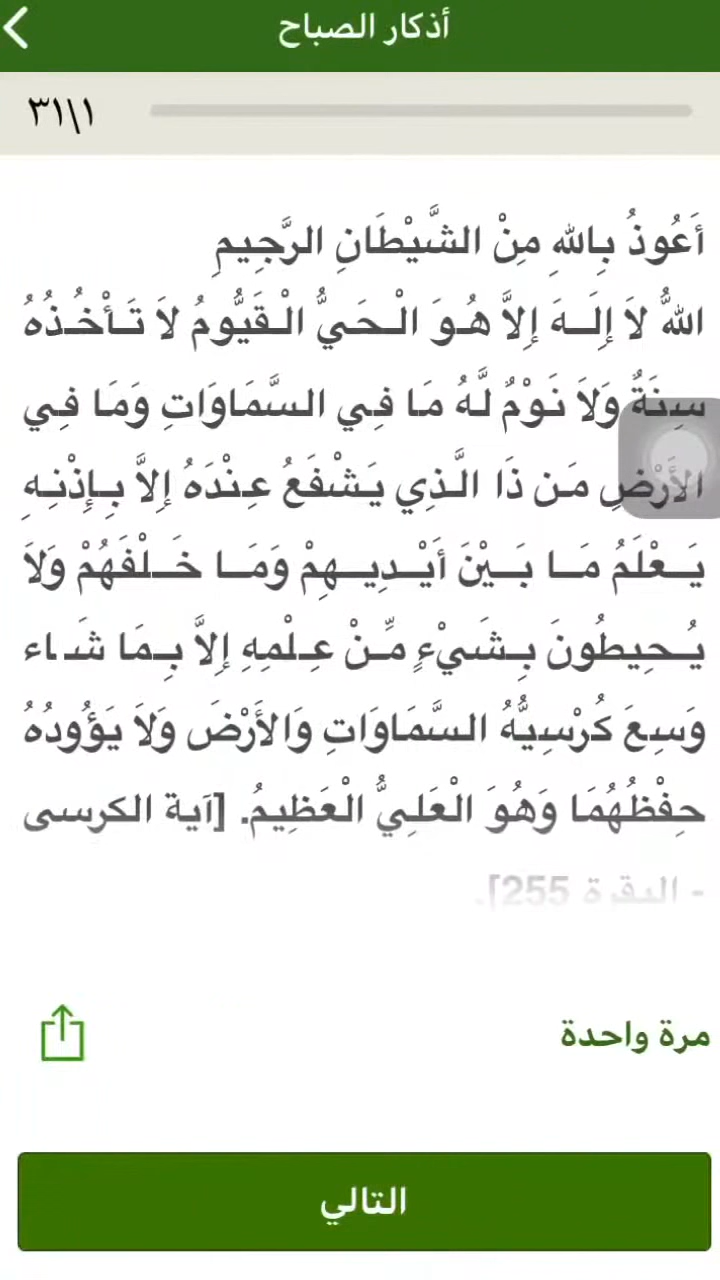 أذكار الصباح
١\٣١
أَعُوذُ بِاللهِ مِنْ الشَّيْطَانِ الرَّجِيمِ
اللهُ لاَ إِلَـهَ إِلاَّ هُوَ الْحَيُّ الْقَيُّومُ لاَ تَأْخُذُهُ
سِنَةٌ وَلاَ نَوْمٌ لَّهُ مَا فِي السَّمَاوَاتِ وَمَا فِي
الأَرْضِ مَن ذَا الَّذِي يَشْفَعُ عِنْدَهُ إِلاَّ بِإِذْنِهِ
يَعْلَمُ مَا بَيْنَ أَيْدِيهِمْ وَمَا خَلْفَهُمْ وَلاَ
يُحِيطُونَ بِشَيْءٍ مِّنْ عِلْمِهِ إِلاَّ بِمَا شَاء
وَسِعَ كُرْسِيُّهُ السَّمَاوَاتِ وَالأَرْضَ وَلاَ يَؤُودُهُ
حِفْظُهُمَا وَهُوَ الْعَلِيُّ الْعَظِيمُ. [آية الكرسى
- البقرة 255].
مرة واحدة
التالي